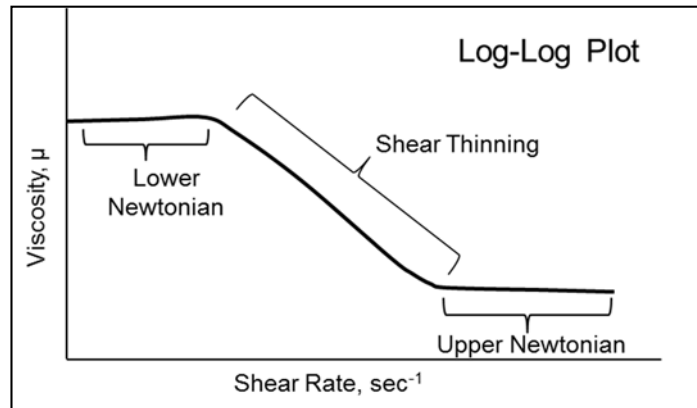 Log-Log Plot
Shear Thinning
Lower
Newtonian
Viscosity, μ
Upper Newtonian
Shear Rate, sec⁻¹